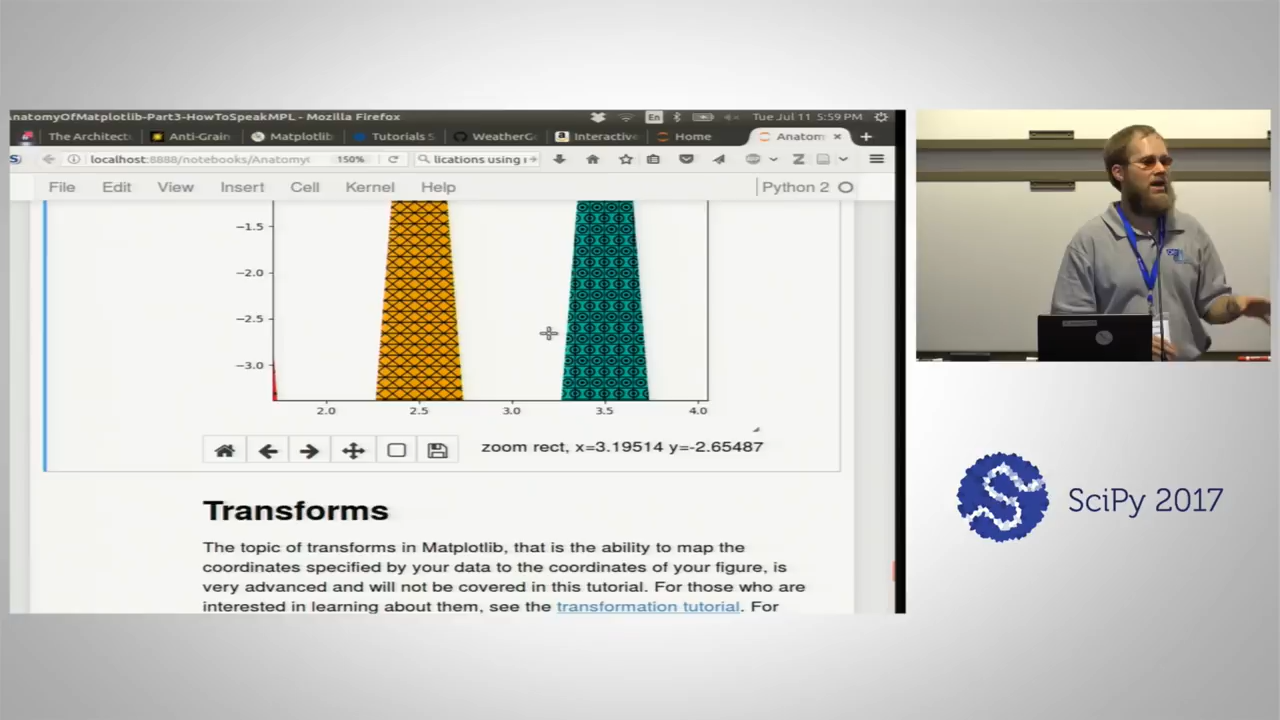 AnatomyOfMatplotlib-Part3-HowToSpeakMPL - Mozilla Firefox
En
Tue Jul 11
5:59 PM
The Architect
Anti-Grain
Matplotlib
Tutorials S
WeatherG
Interactive
Home
Anatom
localhost:8888/notebooks/Anatomy
150%
lications using
File
Edit
View
Insert
Cell
Kernel
Help
Python 2
−1.5
−2.0
−2.5
−3.0
2.0
2.5
3.0
3.5
4.0
zoom rect, x=3.19514 y=-2.65487
Transforms
The topic of transforms in Matplotlib, that is the ability to map the
coordinates specified by your data to the coordinates of your figure, is
very advanced and will not be covered in this tutorial. For those who are
interested in learning about them, see the transformation tutorial. For
SciPy 2017